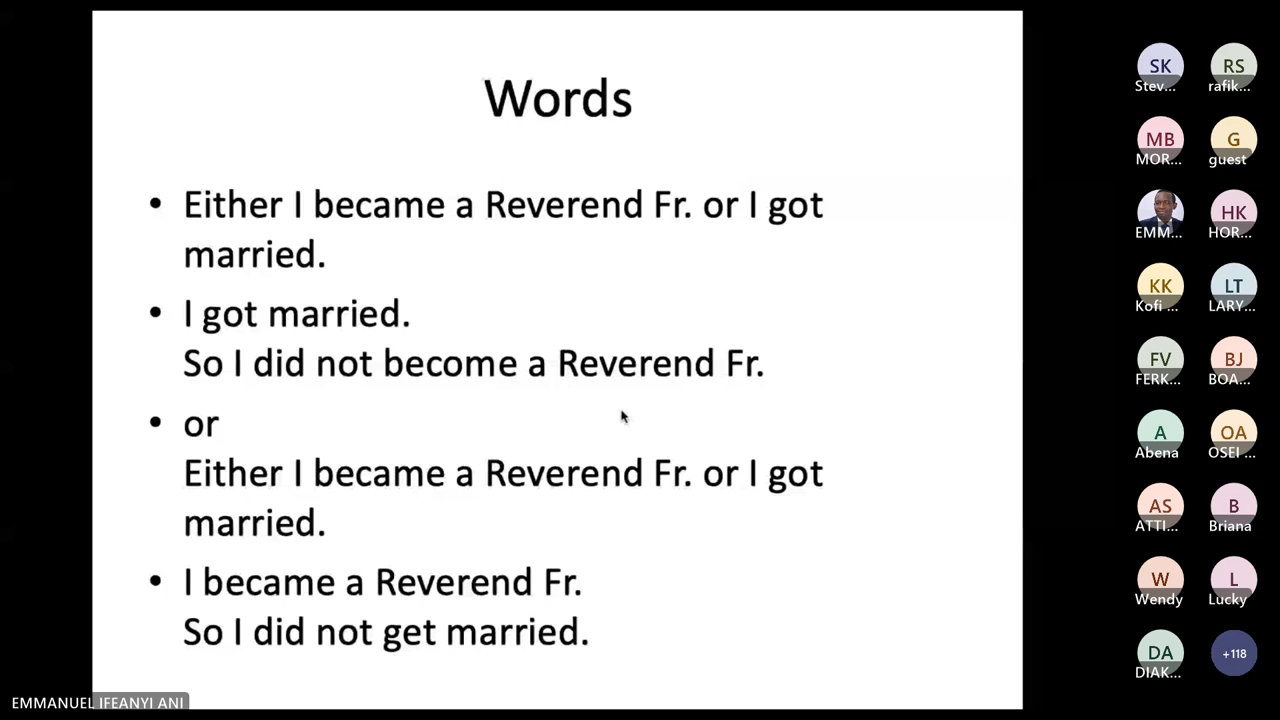 Words
• Either I became a Reverend Fr. or I got
married.
• I got married.
So I did not become a Reverend Fr.
• or
Either I became a Reverend Fr. or I got
married.
• I became a Reverend Fr.
So I did not get married.
EMMANUEL IFEANYI ANI
SK RS
Stev... rafik...
MB G
MOR... guest
HK
EMM... HOR...
KK LT
Kofi ... LARY...
FV BJ
FERK... BOA...
A OA
Abena OSEI ...
AS B
ATTI... Briana
W L
Wendy Lucky
DA +118
DIAK...